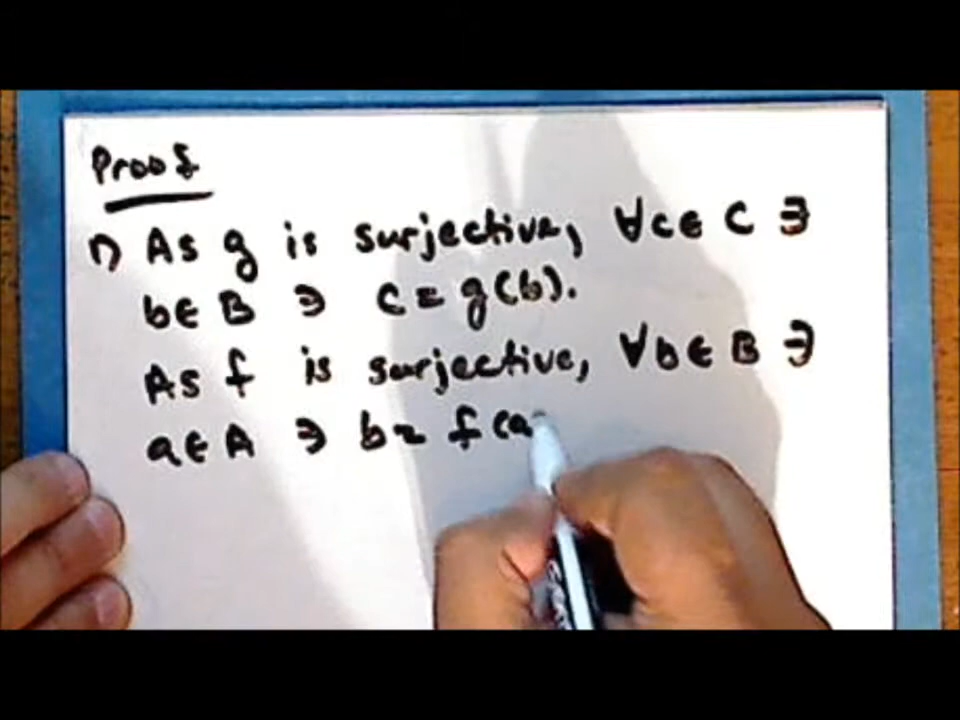 Proof
1) As g is surjective, ∀c∈ C ∃
b∈ B ∋ c = g(b).
As f is surjective, ∀b∈ B ∃
a∈ A ∋ b= f(a